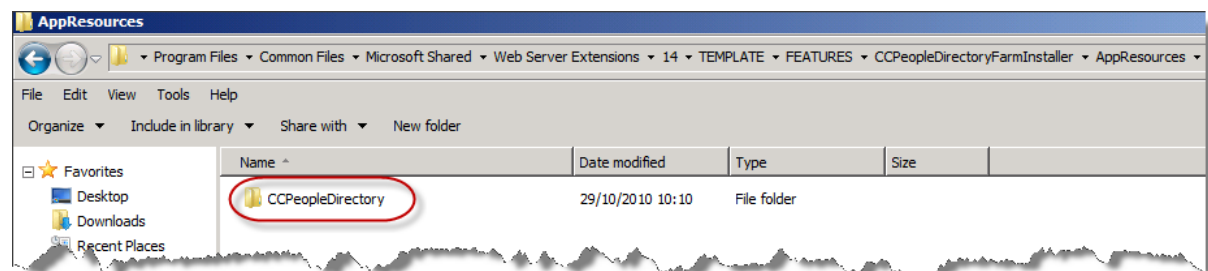 AppResources
Program Files Common Files Microsoft Shared Web Server Extensions 14 TEMPLATE FEATURES CCPeopleDirectoryFarmInstaller AppResources
File Edit View Tools Help
Organize Include in library Share with New folder
Favorites
Name Date modified Type Size
Desktop
CCPeopleDirectory 29/10/2010 10:10 File folder
Downloads
Recent Places